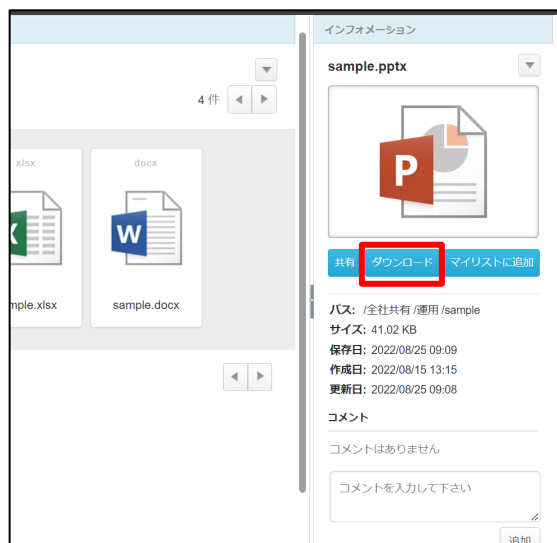 インフォメーション
sample.pptx
4 件
xlsx
docx
P
W
sample.docx
共有 ダウンロード マイリストに追加
パス: /全社共有 /運用 /sample
サイズ: 41.02 KB
保存日: 2022/08/25 09:09
作成日: 2022/08/15 13:15
更新日: 2022/08/25 09:08
コメント
コメントはありません
コメントを入力して下さい
追加